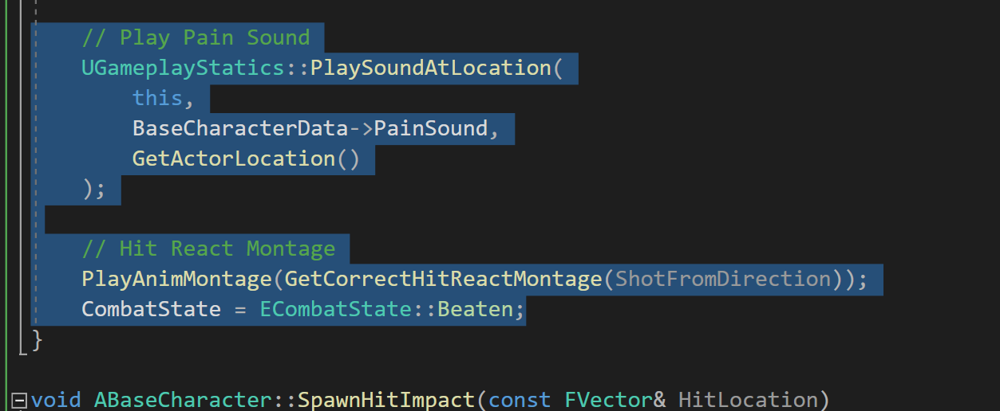 // Play Pain Sound
UGameplayStatics::PlaySoundAtLocation(
this,
BaseCharacterData->PainSound,
GetActorLocation()
);
// Hit React Montage
PlayAnimMontage(GetCorrectHitReactMontage(ShotFromDirection));
CombatState = ECombatState::Beaten;
}
void ABaseCharacter::SpawnHitImpact(const FVector& HitLocation)